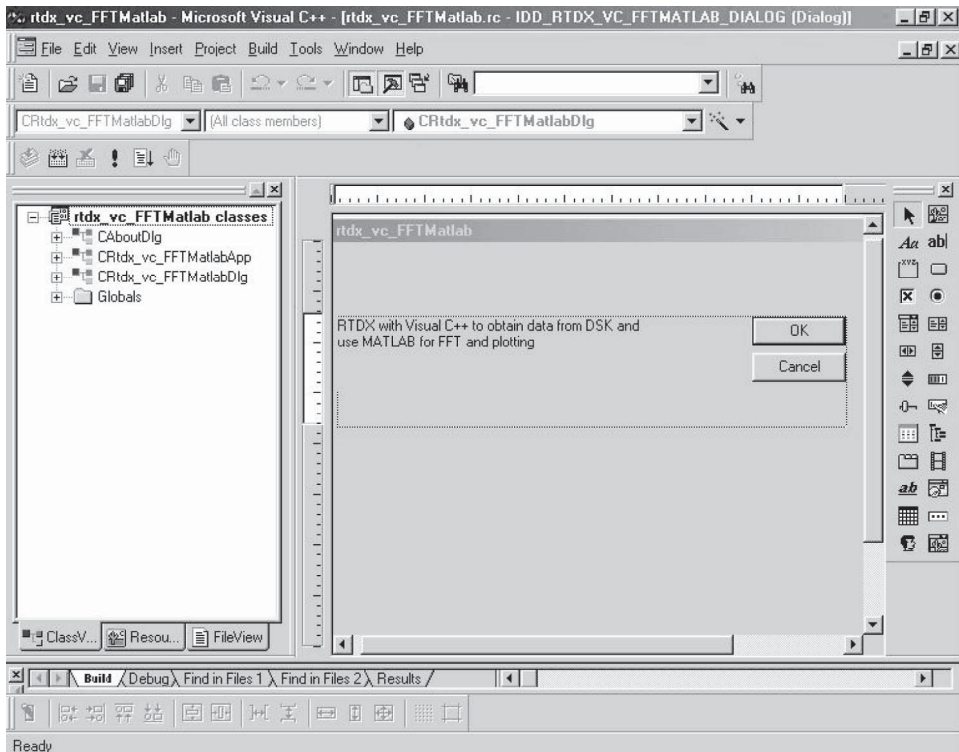 rtdx_vc_FFTMatlab - Microsoft Visual C++ - [rtdx_vc_FFTMatlab.rc - IDD_RTDX_VC_FFTMATLAB_DIALOG (Dialog)]
File Edit View Insert Project Build Tools Window Help
CRtdx_vc_FFTMatlabDlg (All class members) CRtdx_vc_FFTMatlabDlg
rtdx_vc_FFTMatlab classes
CAboutDlg
CRtdx_vc_FFTMatlabApp
CRtdx_vc_FFTMatlabDlg
Globals
rtdx_vc_FFTMatlab
RTDX with Visual C++ to obtain data from DSK and
use MATLAB for FFT and plotting
OK
Cancel
Aa ab|
ab
ClassV... Resou... FileView
Build Debug Find in Files 1 Find in Files 2 Results
Ready